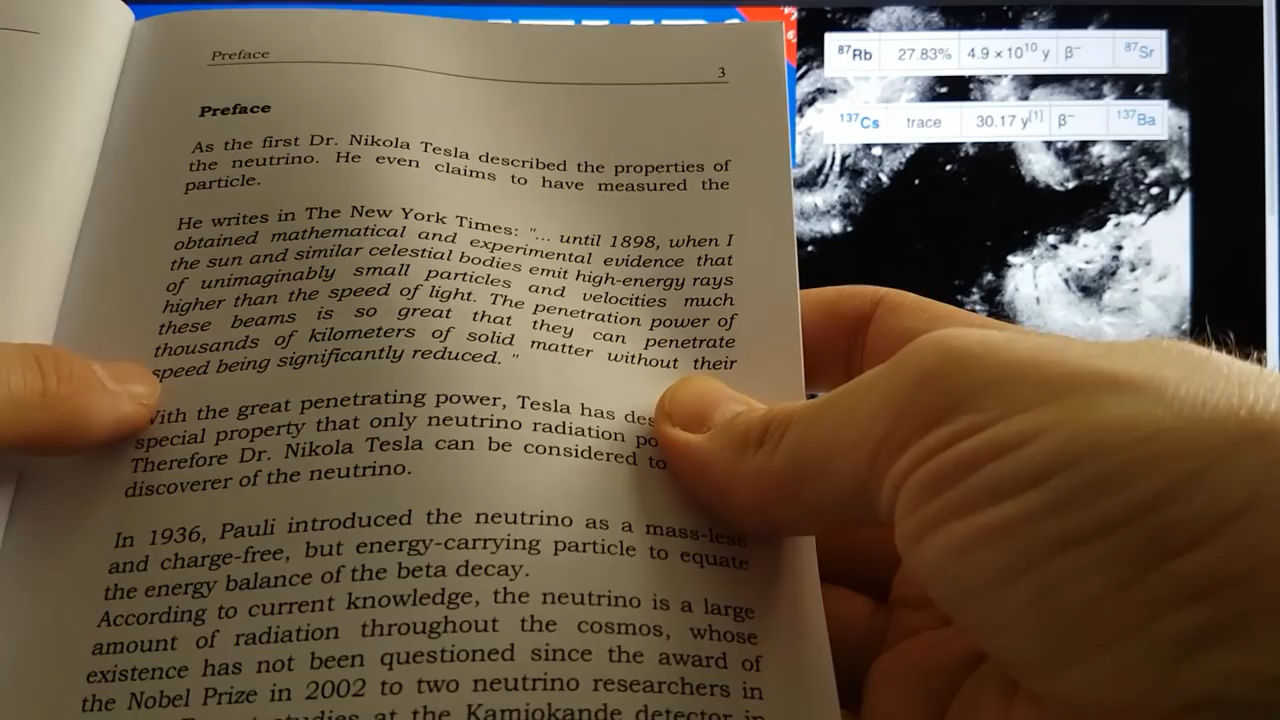 Preface
3
Preface
As the first Dr. Nikola Tesla described the properties of
the neutrino. He even claims to have measured the
particle.
He writes in The New York Times: "... until 1898, when I
obtained mathematical and experimental evidence that
the sun and similar celestial bodies emit high-energy rays
of unimaginably small particles and velocities much
higher than the speed of light. The penetration power of
these beams is so great that they can penetrate
thousands of kilometers of solid matter without their
speed being significantly reduced. "
With the great penetrating power, Tesla has
special property that only neutrino radiation
Therefore Dr. Nikola Tesla can be considered to
discoverer of the neutrino.
In 1936, Pauli introduced the neutrino as a mass-less
and charge-free, but energy-carrying particle to equate
the energy balance of the beta decay.
According to current knowledge, the neutrino is a large
amount of radiation throughout the cosmos, whose
existence has not been questioned since the award of
the Nobel Prize in 2002 to two neutrino researchers in
studies at the Kamiokande detector in
87Rb 27.83% 4.9 × 10^10 y β− 87Sr
137Cs trace 30.17 y[1] β− 137Ba